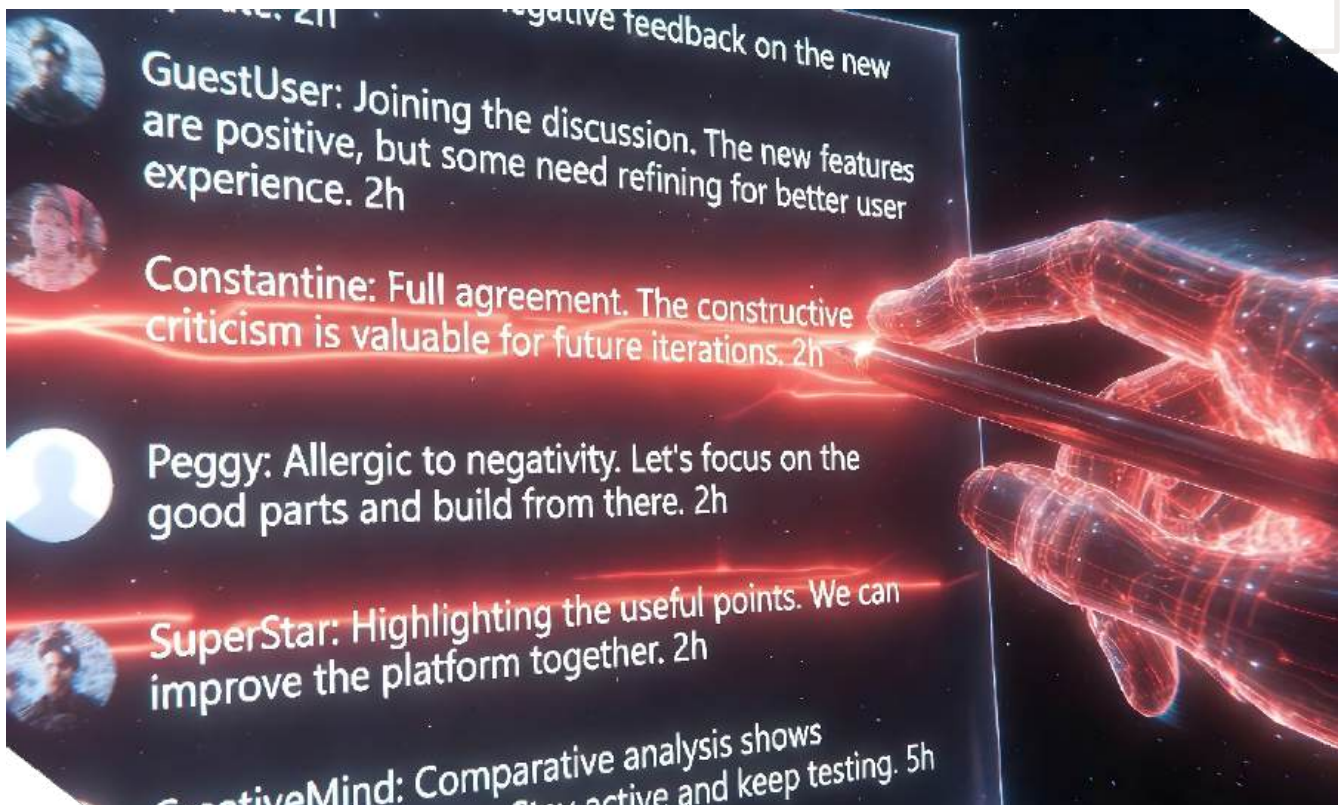 2h
negative feedback on the new
GuestUser: Joining the discussion. The new features
are positive, but some need refining for better user
experience. 2h
Constantine: Full agreement. The constructive
criticism is valuable for future iterations. 2h
Peggy: Allergic to negativity. Let's focus on the
good parts and build from there. 2h
SuperStar: Highlighting the useful points. We can
improve the platform together. 2h
CreativeMind: Comparative analysis shows
active and keep testing. 5h